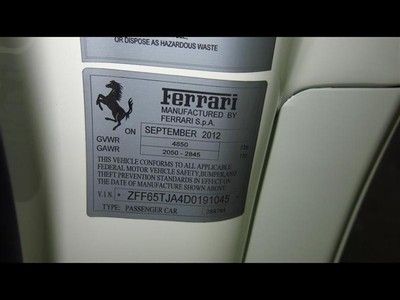 OR DISPOSE AS HAZARDOUS WASTE
Ferrari
MANUFACTURED BY
FERRARI S.p.A.
ON SEPTEMBER 2012
GVWR 4650
GAWR 2050 - 2845
THIS VEHICLE CONFORMS TO ALL APPLICABLE
FEDERAL MOTOR VEHICLE SAFETY, BUMPER, AND
THEFT PREVENTION STANDARDS IN EFFECT ON
THE DATE OF MANUFACTURE SHOWN ABOVE
V.I.N. * ZFF65TJA4D0191045 *
TYPE: PASSENGER CAR